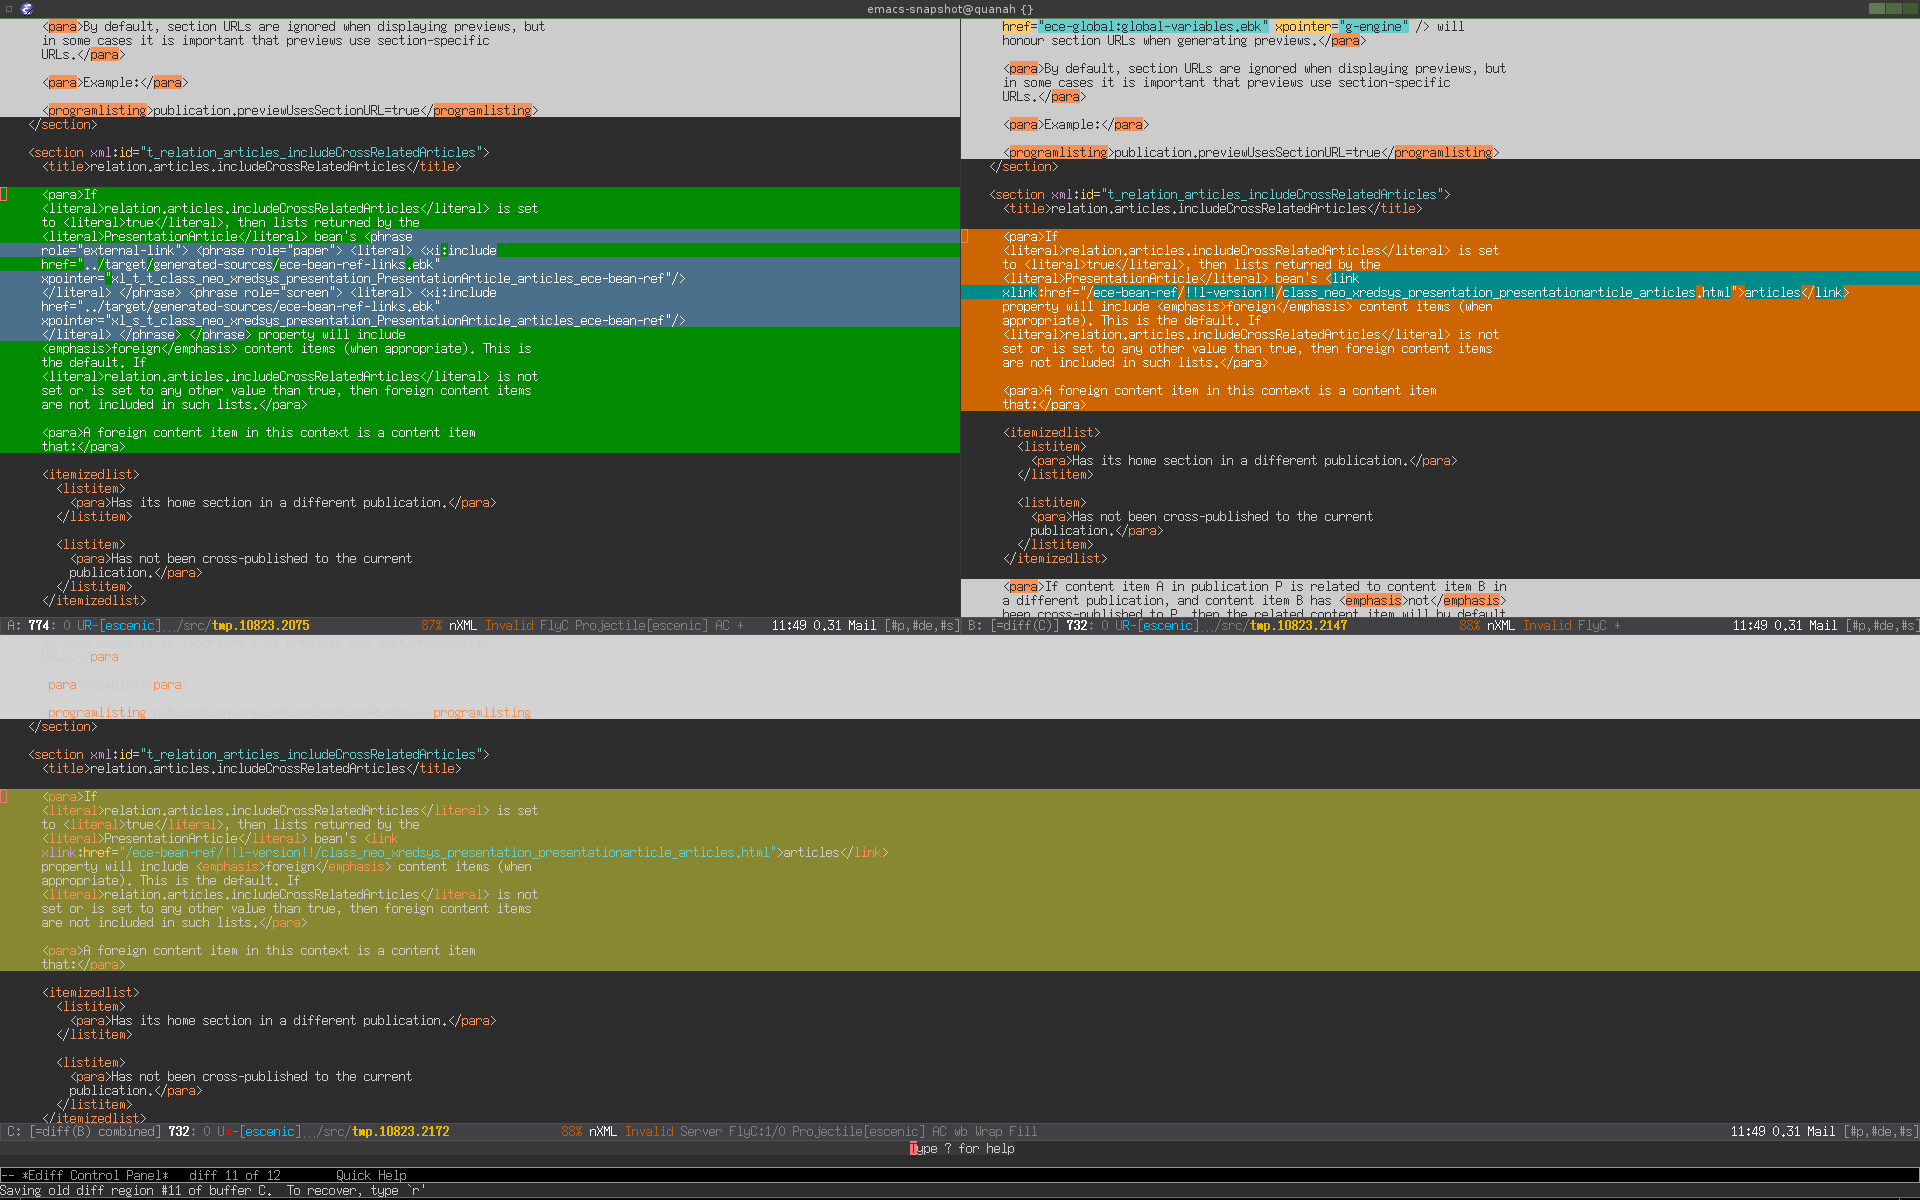 emacs-snapshot@quanah {}
<para>By default, section URLs are ignored when displaying previews, but
in some cases it is important that previews use section-specific
URLs.</para>
<para>Example:</para>
<programlisting>publication.previewUsesSectionURL=true</programlisting>
</section>
<section xml:id="t_relation_articles_includeCrossRelatedArticles">
<title>relation.articles.includeCrossRelatedArticles</title>
<para>If
<literal>relation.articles.includeCrossRelatedArticles</literal> is set
to <literal>true</literal>, then lists returned by the
<literal>PresentationArticle</literal> bean's <phrase
role="external-link"> <phrase role="paper"> <literal> <xi:include
href="../target/generated-sources/ece-bean-ref-links.ebk"
xpointer="xl_t_t_class_neo_xredsys_presentation_PresentationArticle_articles_ece-bean-ref"/>
</literal> </phrase> <phrase role="screen"> <literal> <xi:include
href="../target/generated-sources/ece-bean-ref-links.ebk"
xpointer="xl_s_t_class_neo_xredsys_presentation_PresentationArticle_articles_ece-bean-ref"/>
</literal> </phrase> </phrase> property will include
<emphasis>foreign</emphasis> content items (when appropriate). This is
the default. If
<literal>relation.articles.includeCrossRelatedArticles</literal> is not
set or is set to any other value than true, then foreign content items
are not included in such lists.</para>
<para>A foreign content item in this context is a content item
that:</para>
<itemizedlist>
<listitem>
<para>Has its home section in a different publication.</para>
</listitem>
<listitem>
<para>Has not been cross-published to the current
publication.</para>
</listitem>
</itemizedlist>
A: 774: 0 UR-[escenic].../src/tmp.10823.2075 87% nXML Invalid FlyC Projectile[escenic] AC + 11:49 0.31 Mail [#p,#de,#s]
href="ece-global:global-variables.ebk" xpointer="g-engine" /> will
honour section URLs when generating previews.</para>
<para>By default, section URLs are ignored when displaying previews, but
in some cases it is important that previews use section-specific
URLs.</para>
<para>Example:</para>
<programlisting>publication.previewUsesSectionURL=true</programlisting>
</section>
<section xml:id="t_relation_articles_includeCrossRelatedArticles">
<title>relation.articles.includeCrossRelatedArticles</title>
<para>If
<literal>relation.articles.includeCrossRelatedArticles</literal> is set
to <literal>true</literal>, then lists returned by the
<literal>PresentationArticle</literal> bean's <link
xlink:href="/ece-bean-ref/!!l-version!!/class_neo_xredsys_presentation_presentationarticle_articles.html">articles</link>
property will include <emphasis>foreign</emphasis> content items (when
appropriate). This is the default. If
<literal>relation.articles.includeCrossRelatedArticles</literal> is not
set or is set to any other value than true, then foreign content items
are not included in such lists.</para>
<para>A foreign content item in this context is a content item
that:</para>
<itemizedlist>
<listitem>
<para>Has its home section in a different publication.</para>
</listitem>
<listitem>
<para>Has not been cross-published to the current
publication.</para>
</listitem>
</itemizedlist>
<para>If content item A in publication P is related to content item B in
a different publication, and content item B has <emphasis>not</emphasis>
been cross-published to P, then the related content item will by default
B: [=diff(C)] 732: 0 UR-[escenic].../src/tmp.10823.2147 88% nXML Invalid FlyC + 11:49 0.31 Mail [#p,#de,#s]
in some cases it is important that previews use section-specific
URLs.</para>
<para>Example:</para>
<programlisting>publication.previewUsesSectionURL=true</programlisting>
</section>
<section xml:id="t_relation_articles_includeCrossRelatedArticles">
<title>relation.articles.includeCrossRelatedArticles</title>
<para>If
<literal>relation.articles.includeCrossRelatedArticles</literal> is set
to <literal>true</literal>, then lists returned by the
<literal>PresentationArticle</literal> bean's <link
xlink:href="/ece-bean-ref/!!l-version!!/class_neo_xredsys_presentation_presentationarticle_articles.html">articles</link>
property will include <emphasis>foreign</emphasis> content items (when
appropriate). This is the default. If
<literal>relation.articles.includeCrossRelatedArticles</literal> is not
set or is set to any other value than true, then foreign content items
are not included in such lists.</para>
<para>A foreign content item in this context is a content item
that:</para>
<itemizedlist>
<listitem>
<para>Has its home section in a different publication.</para>
</listitem>
<listitem>
<para>Has not been cross-published to the current
publication.</para>
</listitem>
</itemizedlist>
C: [=diff(B) combined] 732: 0 Ux-[escenic].../src/tmp.10823.2172 88% nXML Invalid Server FlyC:1/0 Projectile[escenic] AC wb Wrap Fill 11:49 0.31 Mail [#p,#de,#s]
Type ? for help
-- *Ediff Control Panel* diff 11 of 12 Quick Help
Saving old diff region #11 of buffer C. To recover, type `r'